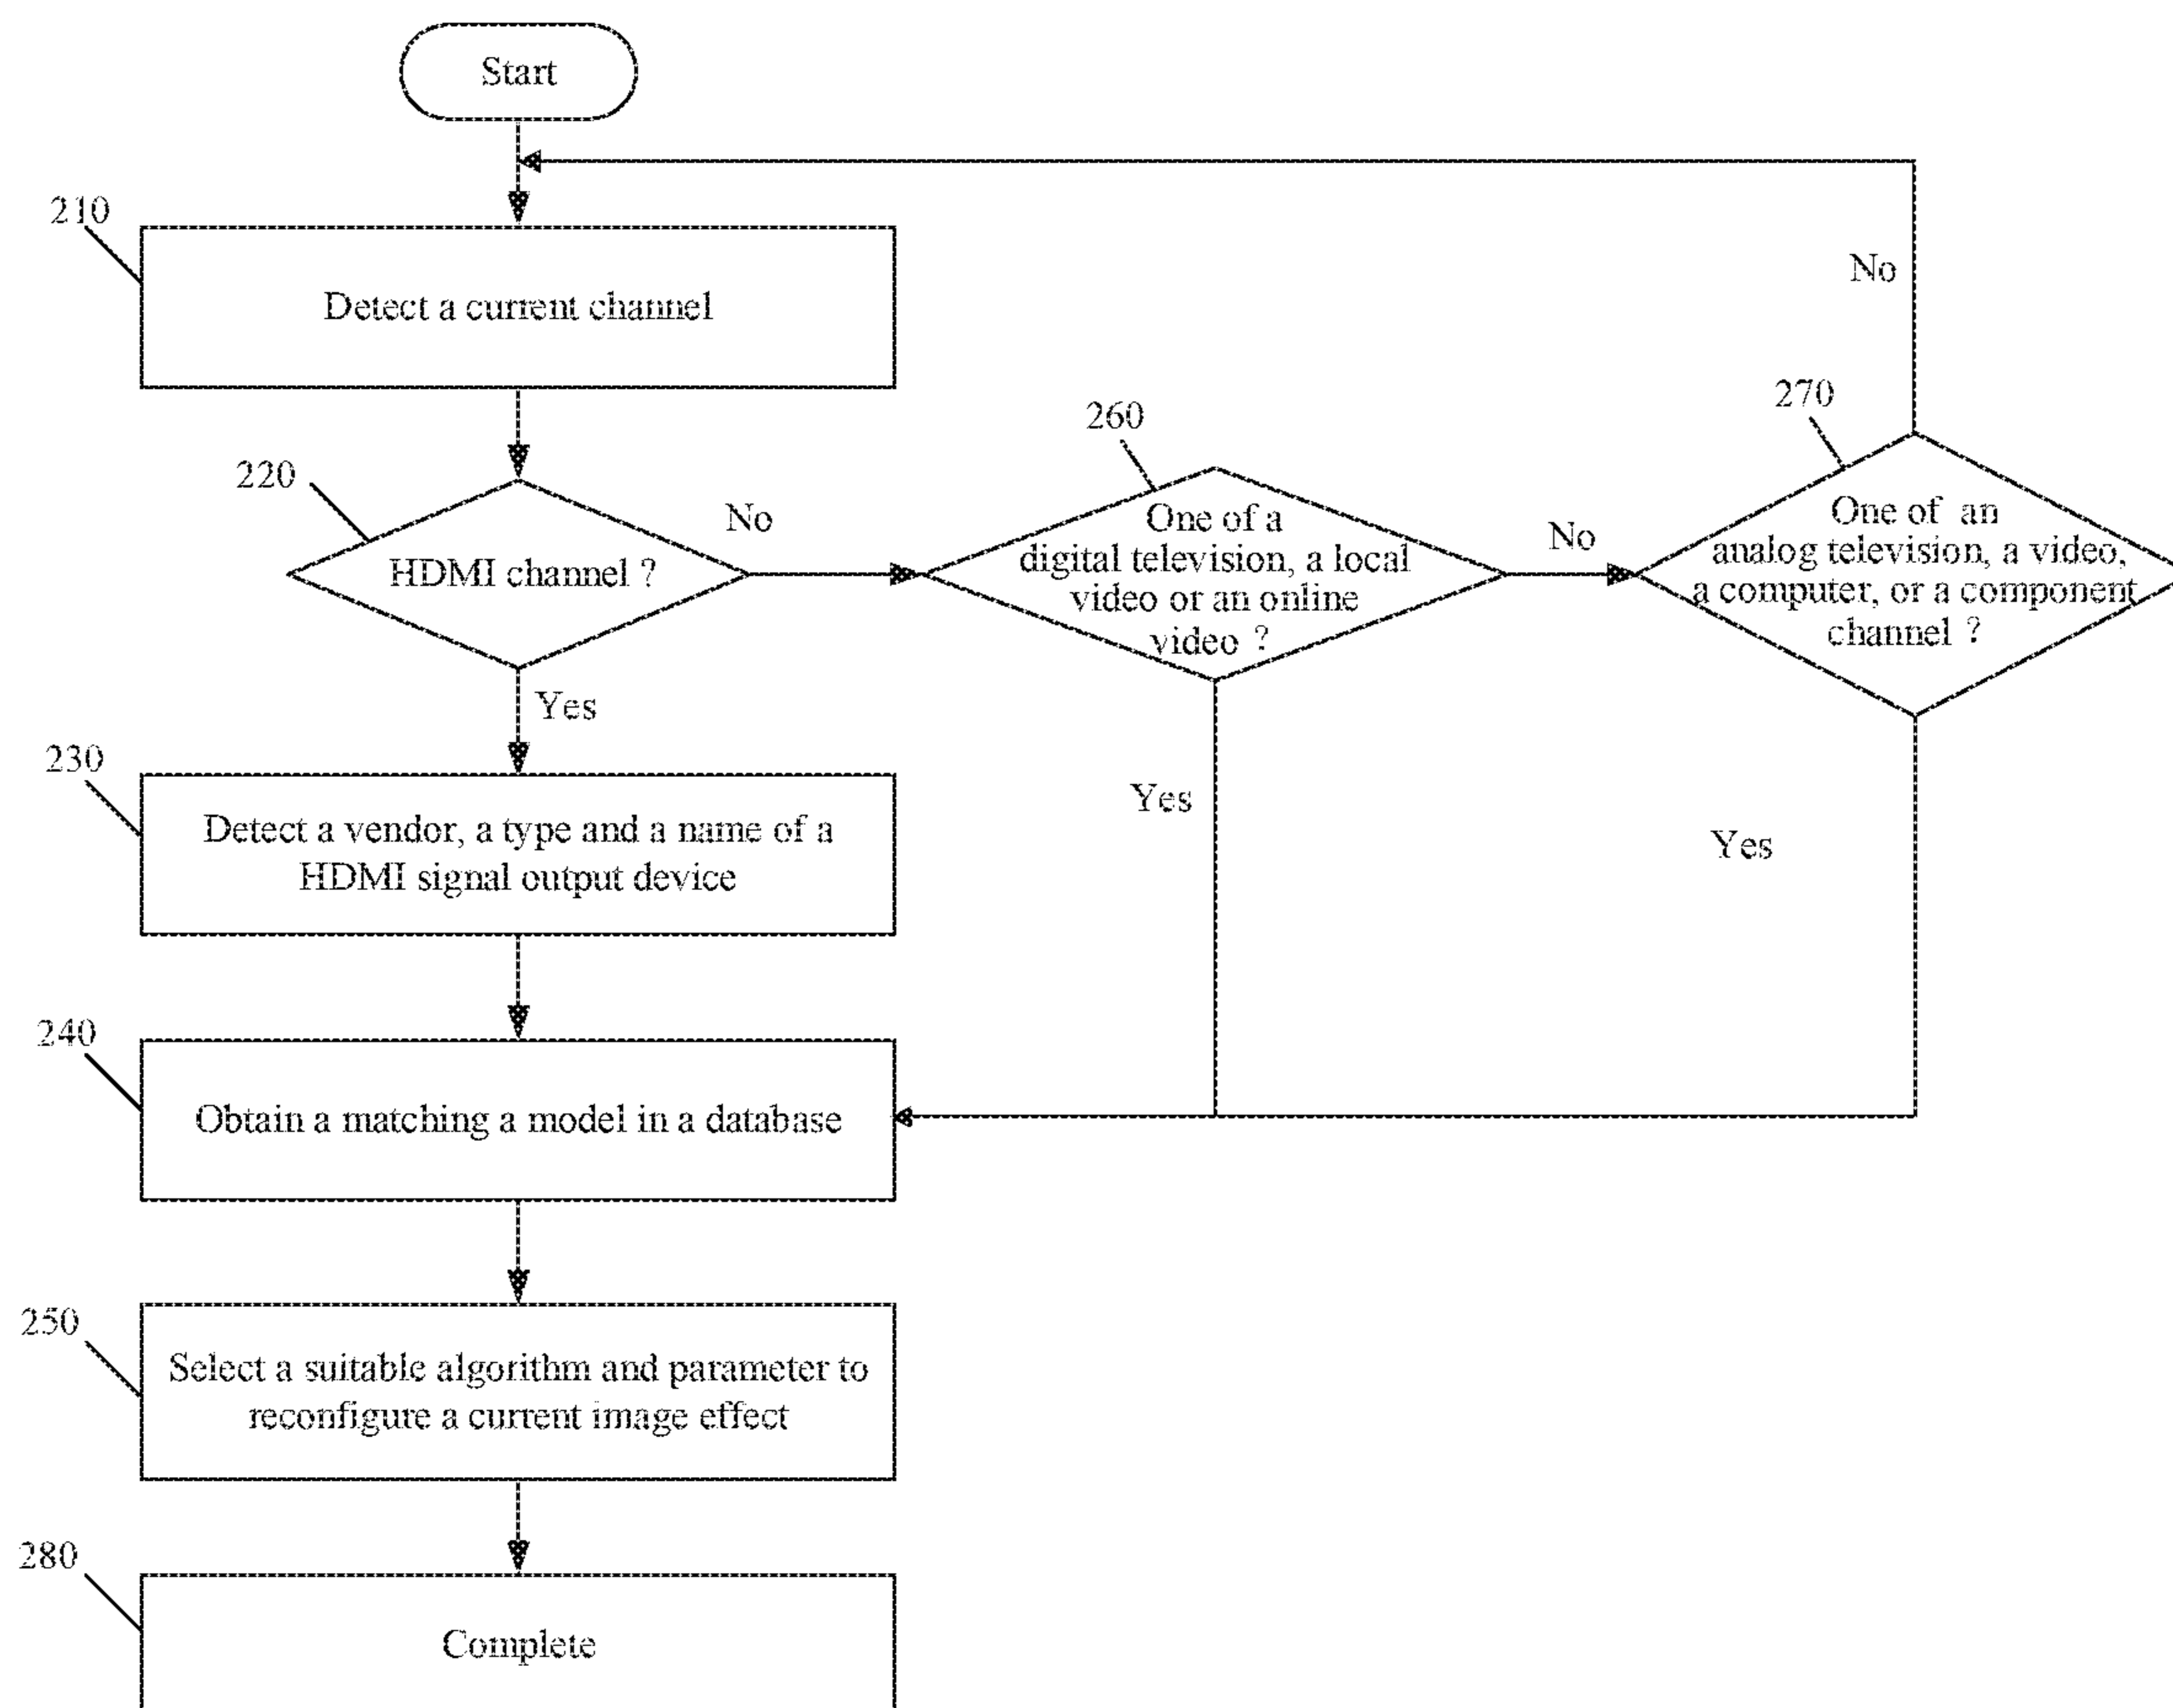 Start
No
210
Detect a current channel
270
260
220
No
One of a
digital television, a local
video or an online
video ?
No
One of an
analog television, a video,
a computer, or a component
channel ?
HDMI channel ?
Yes
230
Yes
Yes
Detect a vendor, a type and a name of a
HDMI signal output device
240
Obtain a matching a model in a database
250
Select a suitable algorithm and parameter to
reconfigure a current image effect
280
Complete